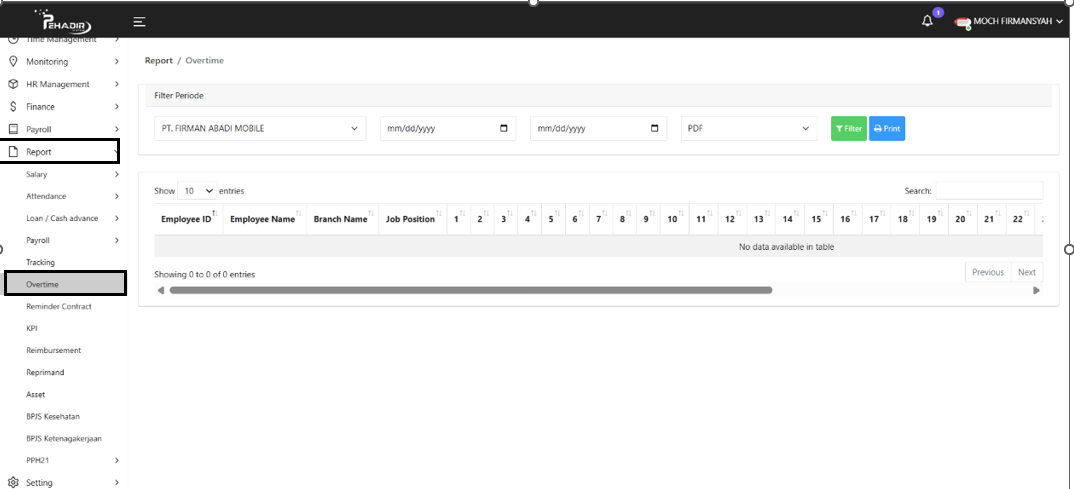 PEHADIR
1
MOCH FIRMANSYAH
Time Management
Monitoring
HR Management
Finance
Payroll
Report
Salary
Attendance
Loan / Cash advance
Payroll
Tracking
Overtime
Reminder Contract
KPI
Reimbursement
Reprimand
Asset
BPJS Kesehatan
BPJS Ketenagakerjaan
PPH21
Setting
Report / Overtime
Filter Periode
PT. FIRMAN ABADI MOBILE mm/dd/yyyy mm/dd/yyyy PDF Filter Print
Show 10 entries Search:
Employee ID Employee Name Branch Name Job Position 1 2 3 4 5 6 7 8 9 10 11 12 13 14 15 16 17 18 19 20 21 22
No data available in table
Showing 0 to 0 of 0 entries Previous Next